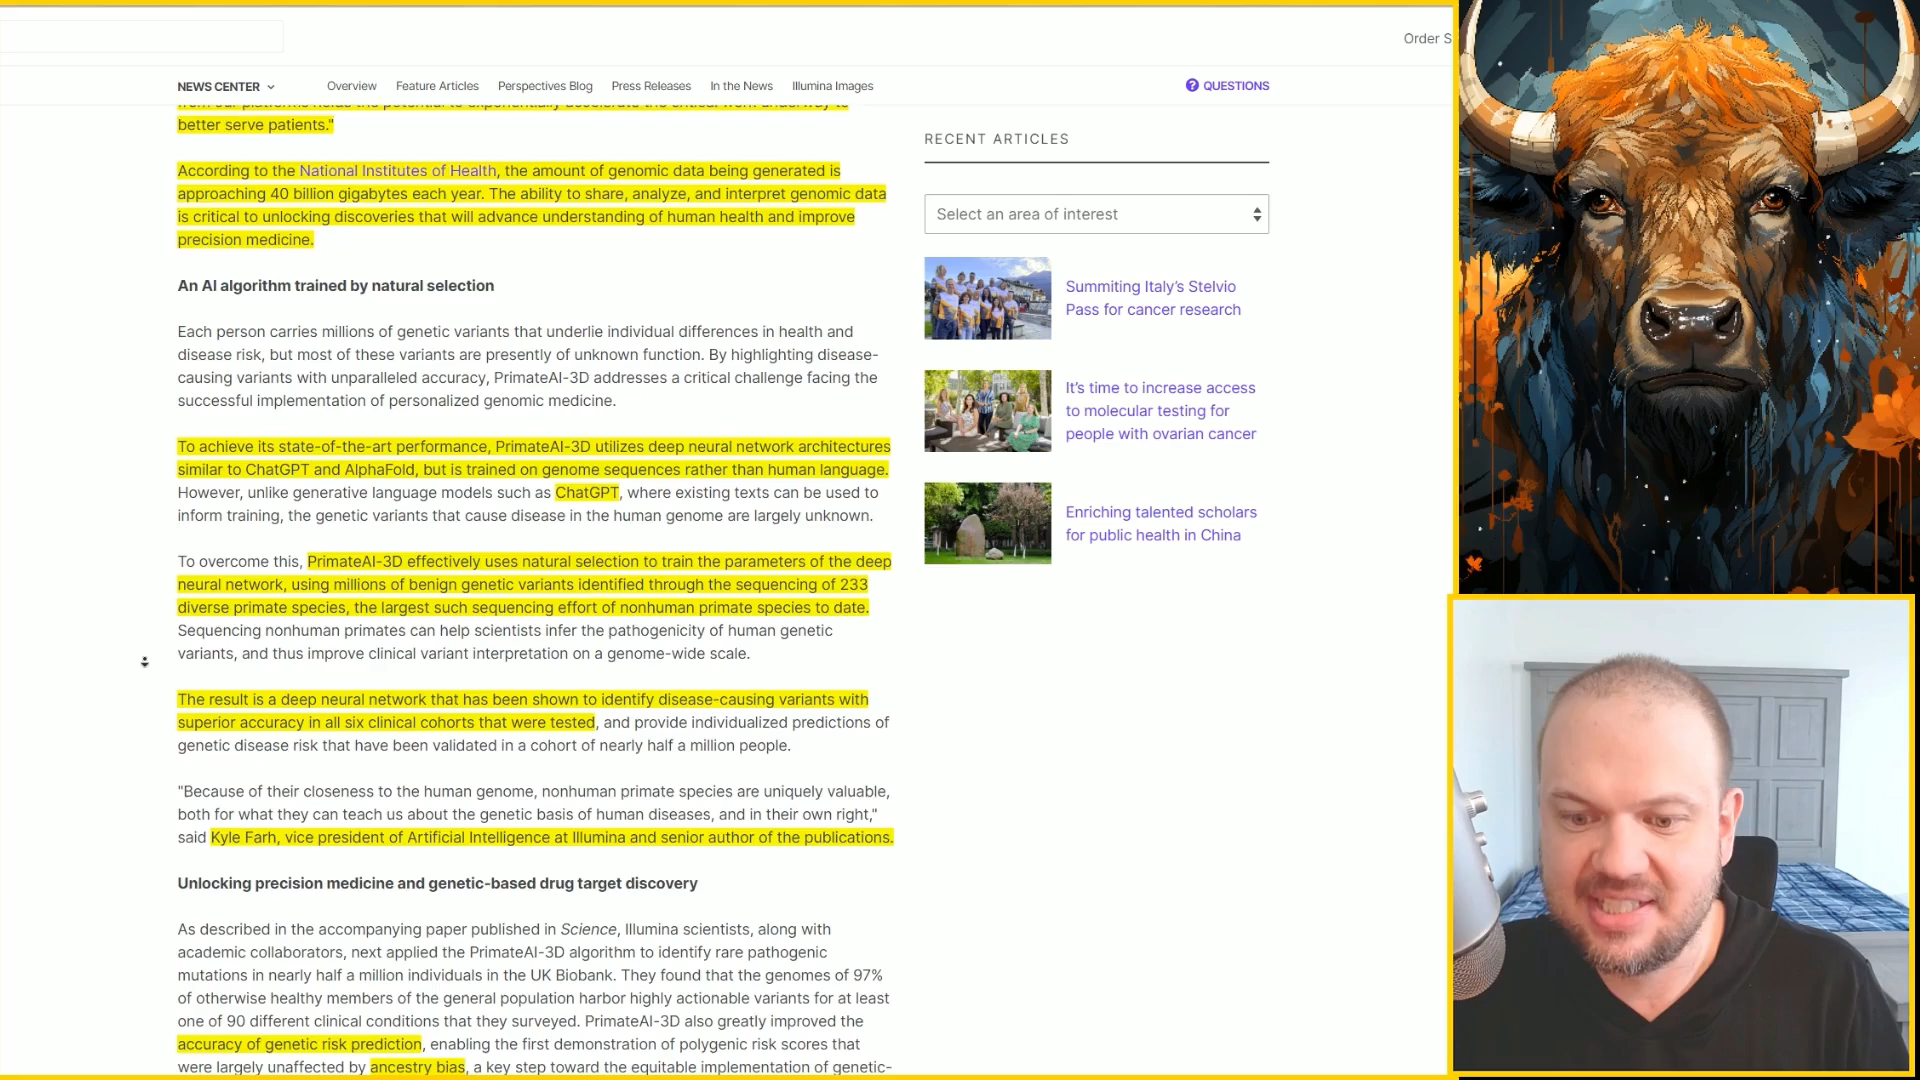 Order S
NEWS CENTER
Overview
Feature Articles
Perspectives Blog
Press Releases
In the News
Illumina Images
QUESTIONS
better serve patients."
According to the National Institutes of Health, the amount of genomic data being generated is
approaching 40 billion gigabytes each year. The ability to share, analyze, and interpret genomic data
is critical to unlocking discoveries that will advance understanding of human health and improve
precision medicine.
An AI algorithm trained by natural selection
Each person carries millions of genetic variants that underlie individual differences in health and
disease risk, but most of these variants are presently of unknown function. By highlighting disease-
causing variants with unparalleled accuracy, PrimateAI-3D addresses a critical challenge facing the
successful implementation of personalized genomic medicine.
To achieve its state-of-the-art performance, PrimateAI-3D utilizes deep neural network architectures
similar to ChatGPT and AlphaFold, but is trained on genome sequences rather than human language.
However, unlike generative language models such as ChatGPT, where existing texts can be used to
inform training, the genetic variants that cause disease in the human genome are largely unknown.
To overcome this, PrimateAI-3D effectively uses natural selection to train the parameters of the deep
neural network, using millions of benign genetic variants identified through the sequencing of 233
diverse primate species, the largest such sequencing effort of nonhuman primate species to date.
Sequencing nonhuman primates can help scientists infer the pathogenicity of human genetic
variants, and thus improve clinical variant interpretation on a genome-wide scale.
The result is a deep neural network that has been shown to identify disease-causing variants with
superior accuracy in all six clinical cohorts that were tested, and provide individualized predictions of
genetic disease risk that have been validated in a cohort of nearly half a million people.
"Because of their closeness to the human genome, nonhuman primate species are uniquely valuable,
both for what they can teach us about the genetic basis of human diseases, and in their own right,"
said Kyle Farh, vice president of Artificial Intelligence at Illumina and senior author of the publications.
Unlocking precision medicine and genetic-based drug target discovery
As described in the accompanying paper published in Science, Illumina scientists, along with
academic collaborators, next applied the PrimateAI-3D algorithm to identify rare pathogenic
mutations in nearly half a million individuals in the UK Biobank. They found that the genomes of 97%
of otherwise healthy members of the general population harbor highly actionable variants for at least
one of 90 different clinical conditions that they surveyed. PrimateAI-3D also greatly improved the
accuracy of genetic risk prediction, enabling the first demonstration of polygenic risk scores that
were largely unaffected by ancestry bias, a key step toward the equitable implementation of genetic-
RECENT ARTICLES
Select an area of interest
Summiting Italy's Stelvio
Pass for cancer research
It's time to increase access
to molecular testing for
people with ovarian cancer
Enriching talented scholars
for public health in China